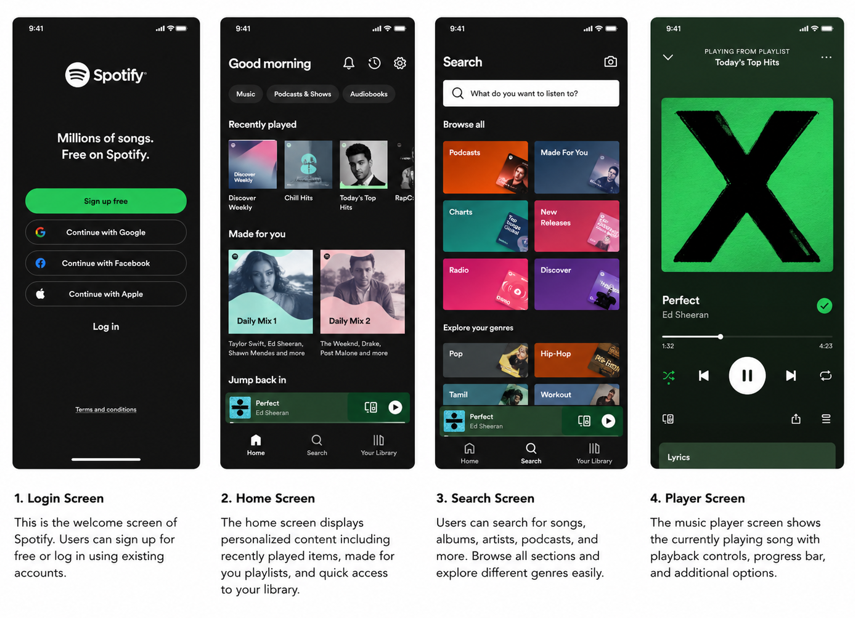 9:41
Spotify
Millions of songs.
Free on Spotify.
Sign up free
Continue with Google
Continue with Facebook
Continue with Apple
Log in
Terms and conditions
9:41
Good morning
Music
Podcasts & Shows
Audiobooks
Recently played
Discover
Weekly
Discover
Weekly
Chill Hits
Today's Top
Hits
RapC
Made for you
Daily Mix 1
Daily Mix 2
Taylor Swift, Ed Sheeran,
Shawn Mendes and more
The Weeknd, Drake,
Post Malone and more
Jump back in
Perfect
Ed Sheeran
Home
Search
Your Library
9:41
Search
What do you want to listen to?
Browse all
Podcasts
Made For You
Charts
New
Releases
Radio
Discover
Explore your genres
Pop
Hip-Hop
Tamil
Workout
Perfect
Ed Sheeran
Home
Search
Your Library
9:41
PLAYING FROM PLAYLIST
Today's Top Hits
Perfect
Ed Sheeran
1:32
4:23
Lyrics
1. Login Screen
This is the welcome screen of
Spotify. Users can sign up for
free or log in using existing
accounts.
2. Home Screen
The home screen displays
personalized content including
recently played items, made for
you playlists, and quick access
to your library.
3. Search Screen
Users can search for songs,
albums, artists, podcasts, and
more. Browse all sections and
explore different genres easily.
4. Player Screen
The music player screen shows
the currently playing song with
playback controls, progress bar,
and additional options.